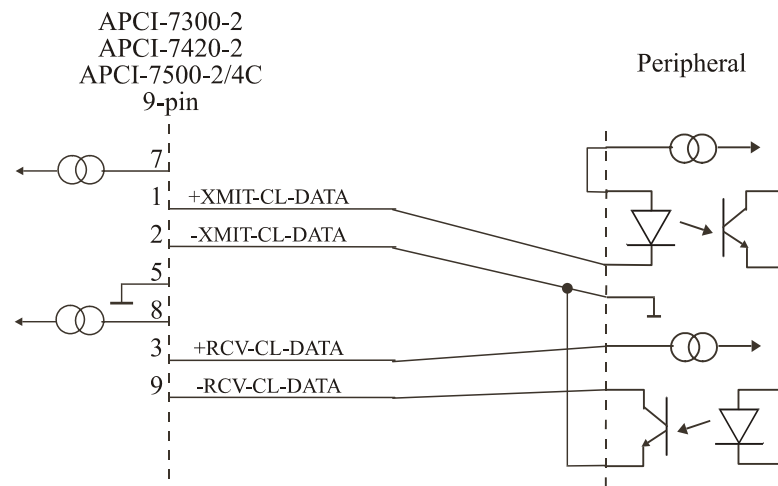 APCI-7300-2
APCI-7420-2
APCI-7500-2/4C
9-pin
Peripheral
7
1 +XMIT-CL-DATA
2 -XMIT-CL-DATA
5
8
3 +RCV-CL-DATA
9 -RCV-CL-DATA